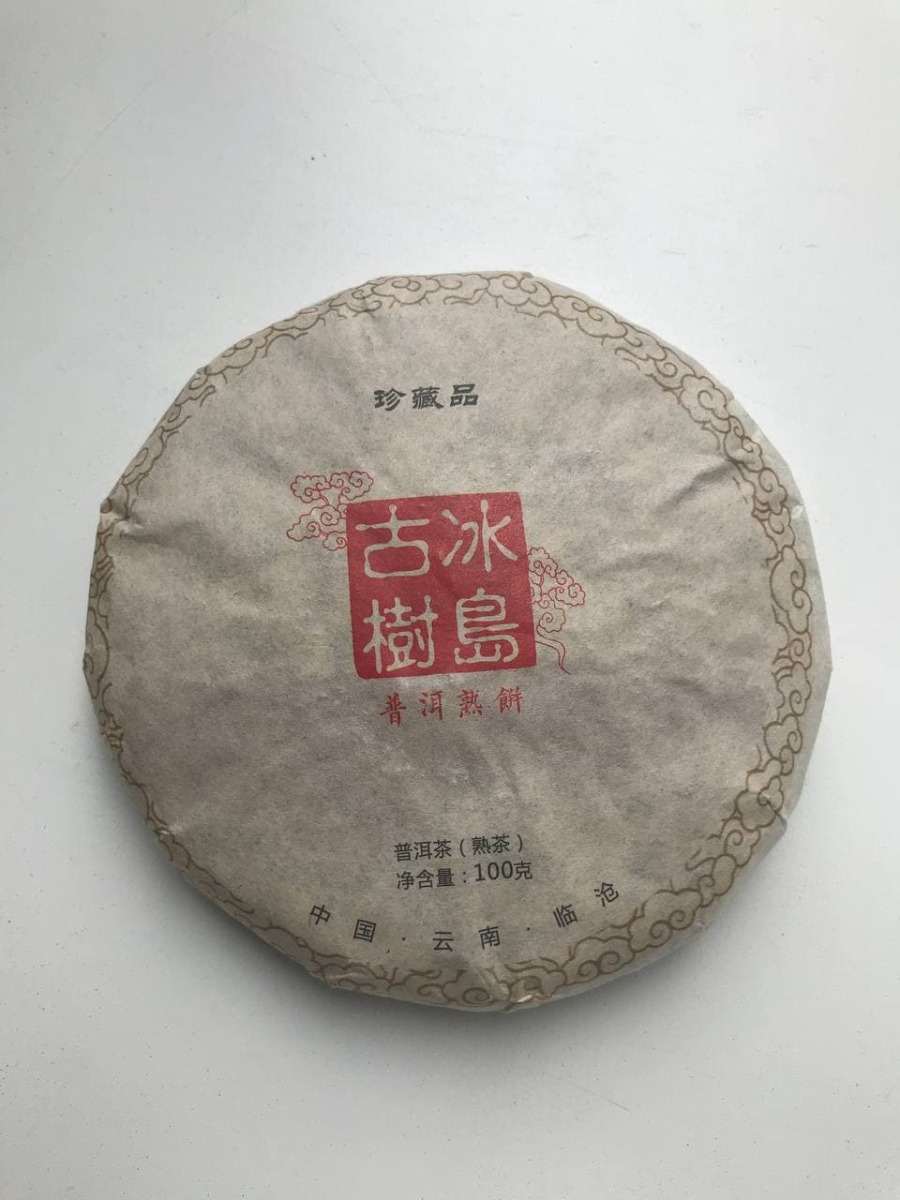 珍藏品
冰島
古樹
普洱熟餅
普洱茶（熟茶）
净含量：100克
中国·云南·临沧